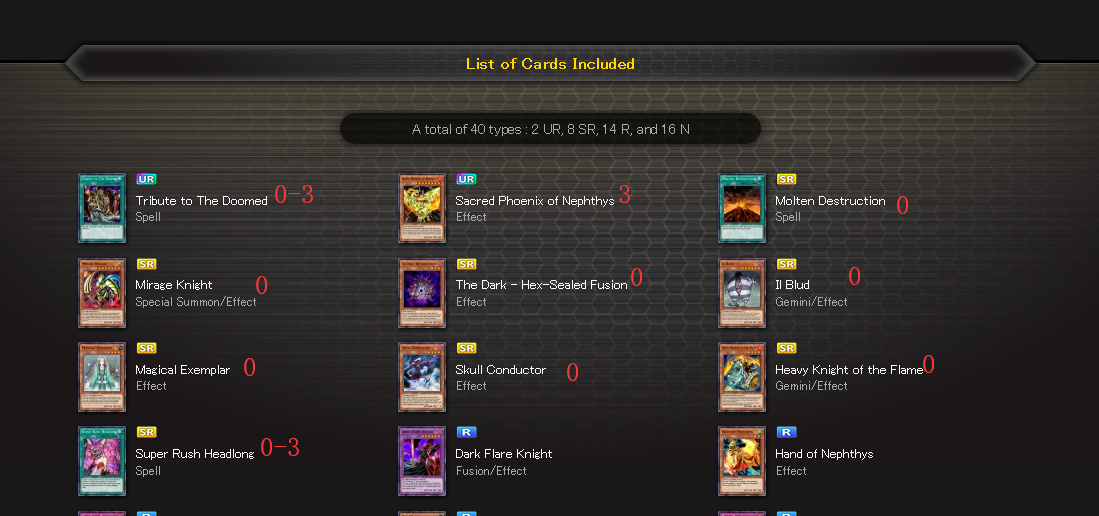 List of Cards Included
A total of 40 types : 2 UR, 8 SR, 14 R, and 16 N
UR
Tribute to The Doomed 0-3
Spell
UR
Sacred Phoenix of Nephthys 3
Effect
SR
Molten Destruction 0
Spell
SR
Mirage Knight 0
Special Summon/Effect
SR
The Dark - Hex-Sealed Fusion 0
Effect
SR
Il Blud 0
Gemini/Effect
SR
Magical Exemplar 0
Effect
SR
Skull Conductor 0
Effect
SR
Heavy Knight of the Flame 0
Gemini/Effect
SR
Super Rush Headlong 0-3
Spell
R
Dark Flare Knight
Fusion/Effect
R
Hand of Nephthys
Effect